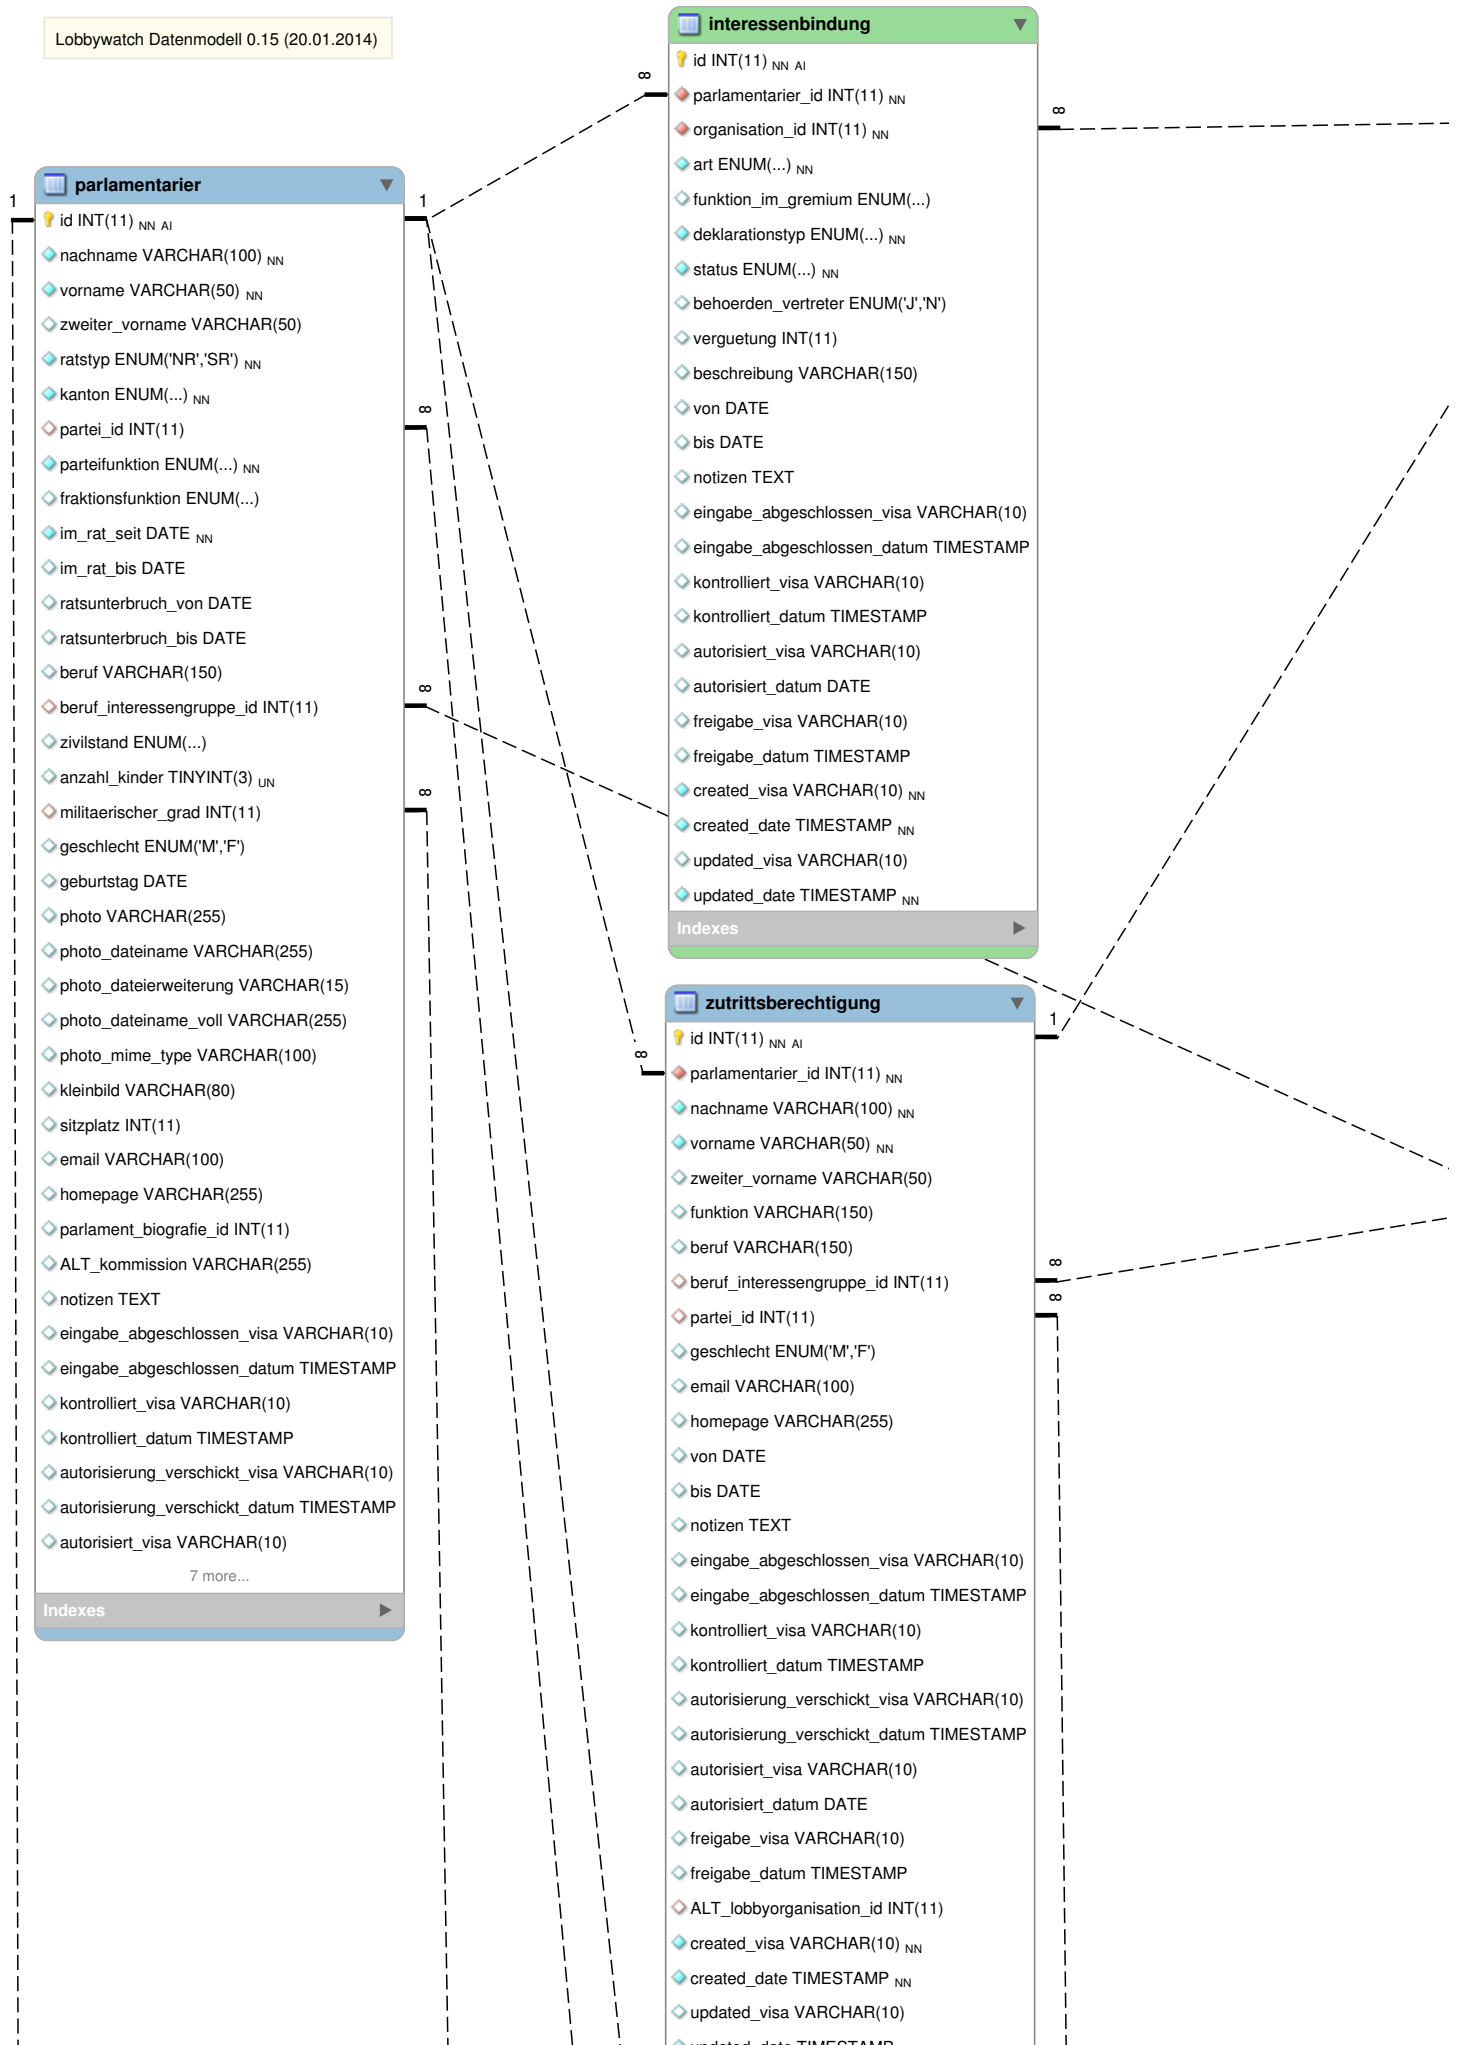 Lobbywatch Datenmodell 0.15 (20.01.2014)
parlamentarier
1
1
id INT(11) NN AI
nachname VARCHAR(100) NN
vorname VARCHAR(50) NN
zweiter_vorname VARCHAR(50)
ratstyp ENUM('NR','SR') NN
kanton ENUM(...) NN
∞
partei_id INT(11)
parteifunktion ENUM(...) NN
fraktionsfunktion ENUM(...)
im_rat_seit DATE NN
im_rat_bis DATE
ratsunterbruch_von DATE
ratsunterbruch_bis DATE
beruf VARCHAR(150)
∞
beruf_interessengruppe_id INT(11)
zivilstand ENUM(...)
anzahl_kinder TINYINT(3) UN
∞
militaerischer_grad INT(11)
geschlecht ENUM('M','F')
geburtstag DATE
photo VARCHAR(255)
photo_dateiname VARCHAR(255)
photo_dateierweiterung VARCHAR(15)
photo_dateiname_voll VARCHAR(255)
photo_mime_type VARCHAR(100)
kleinbild VARCHAR(80)
sitzplatz INT(11)
email VARCHAR(100)
homepage VARCHAR(255)
parlament_biografie_id INT(11)
ALT_kommission VARCHAR(255)
notizen TEXT
eingabe_abgeschlossen_visa VARCHAR(10)
eingabe_abgeschlossen_datum TIMESTAMP
kontrolliert_visa VARCHAR(10)
kontrolliert_datum TIMESTAMP
autorisierung_verschickt_visa VARCHAR(10)
autorisierung_verschickt_datum TIMESTAMP
autorisiert_visa VARCHAR(10)
7 more...
Indexes
interessenbindung
id INT(11) NN AI
∞
parlamentarier_id INT(11) NN
∞
organisation_id INT(11) NN
art ENUM(...) NN
funktion_im_gremium ENUM(...)
deklarationstyp ENUM(...) NN
status ENUM(...) NN
behoerden_vertreter ENUM('J','N')
verguetung INT(11)
beschreibung VARCHAR(150)
von DATE
bis DATE
notizen TEXT
eingabe_abgeschlossen_visa VARCHAR(10)
eingabe_abgeschlossen_datum TIMESTAMP
kontrolliert_visa VARCHAR(10)
kontrolliert_datum TIMESTAMP
autorisiert_visa VARCHAR(10)
autorisiert_datum DATE
freigabe_visa VARCHAR(10)
freigabe_datum TIMESTAMP
created_visa VARCHAR(10) NN
created_date TIMESTAMP NN
updated_visa VARCHAR(10)
updated_date TIMESTAMP NN
Indexes
zutrittsberechtigung
1
id INT(11) NN AI
∞
parlamentarier_id INT(11) NN
nachname VARCHAR(100) NN
vorname VARCHAR(50) NN
zweiter_vorname VARCHAR(50)
funktion VARCHAR(150)
beruf VARCHAR(150)
∞
beruf_interessengruppe_id INT(11)
∞
partei_id INT(11)
geschlecht ENUM('M','F')
email VARCHAR(100)
homepage VARCHAR(255)
von DATE
bis DATE
notizen TEXT
eingabe_abgeschlossen_visa VARCHAR(10)
eingabe_abgeschlossen_datum TIMESTAMP
kontrolliert_visa VARCHAR(10)
kontrolliert_datum TIMESTAMP
autorisierung_verschickt_visa VARCHAR(10)
autorisierung_verschickt_datum TIMESTAMP
autorisiert_visa VARCHAR(10)
autorisiert_datum DATE
freigabe_visa VARCHAR(10)
freigabe_datum TIMESTAMP
ALT_lobbyorganisation_id INT(11)
created_visa VARCHAR(10) NN
created_date TIMESTAMP NN
updated_visa VARCHAR(10)
updated_date TIMESTAMP